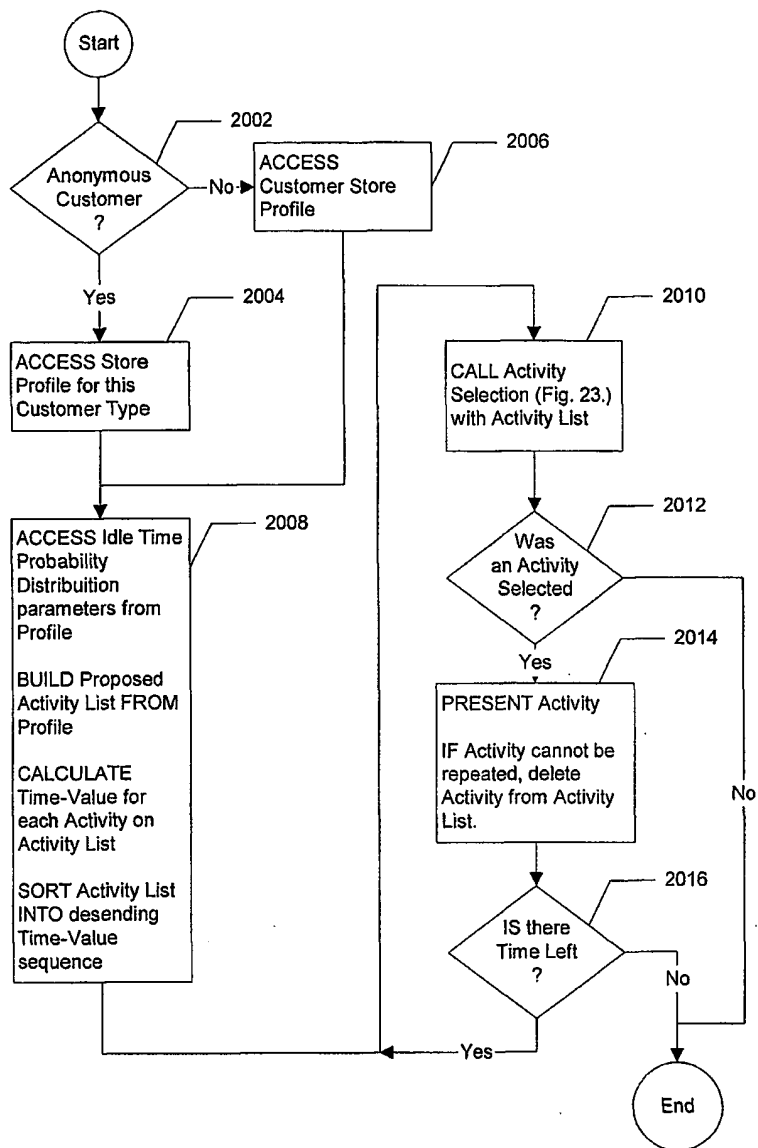 Start
2002
Anonymous
Customer
?
No
2006
ACCESS
Customer Store
Profile
Yes
2004
ACCESS Store
Profile for this
Customer Type
2008
ACCESS Idle Time
Probability
Distribuition
parameters from
Profile
BUILD Proposed
Activity List FROM
Profile
CALCULATE
Time-Value for
each Activity on
Activity List
SORT Activity List
INTO desending
Time-Value
sequence
2010
CALL Activity
Selection (Fig. 23.)
with Activity List
2012
Was
an Activity
Selected
?
Yes
2014
PRESENT Activity
IF Activity cannot be
repeated, delete
Activity from Activity
List.
No
2016
IS there
Time Left
?
No
Yes
End